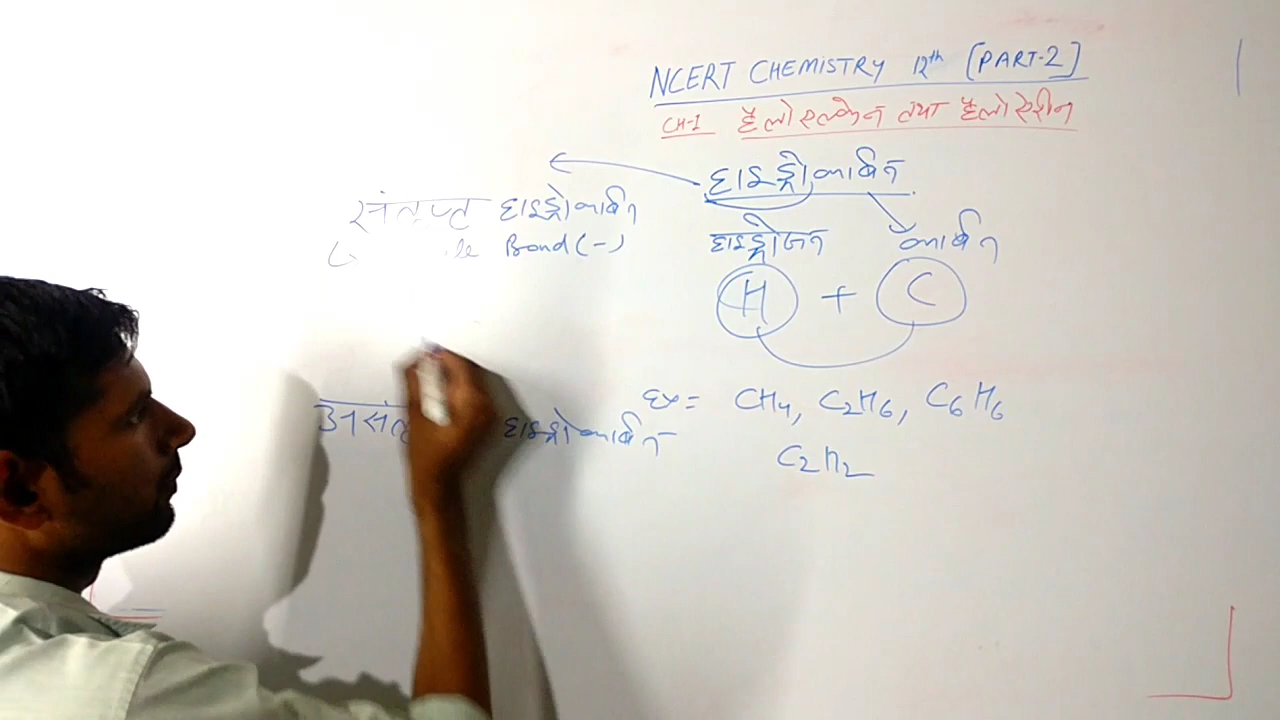 NCERT CHEMISTRY 12th [PART-2]
CH-1 हैलोएल्केन तथा हैलोएरीन
हाइड्रोकार्बन
संतृप्त हाइड्रोकार्बन
हाइड्रोजन कार्बन
Bond (-)
H + C
Ex = CH4, C2H6, C6H6
हाइड्रोकार्बन
C2H2